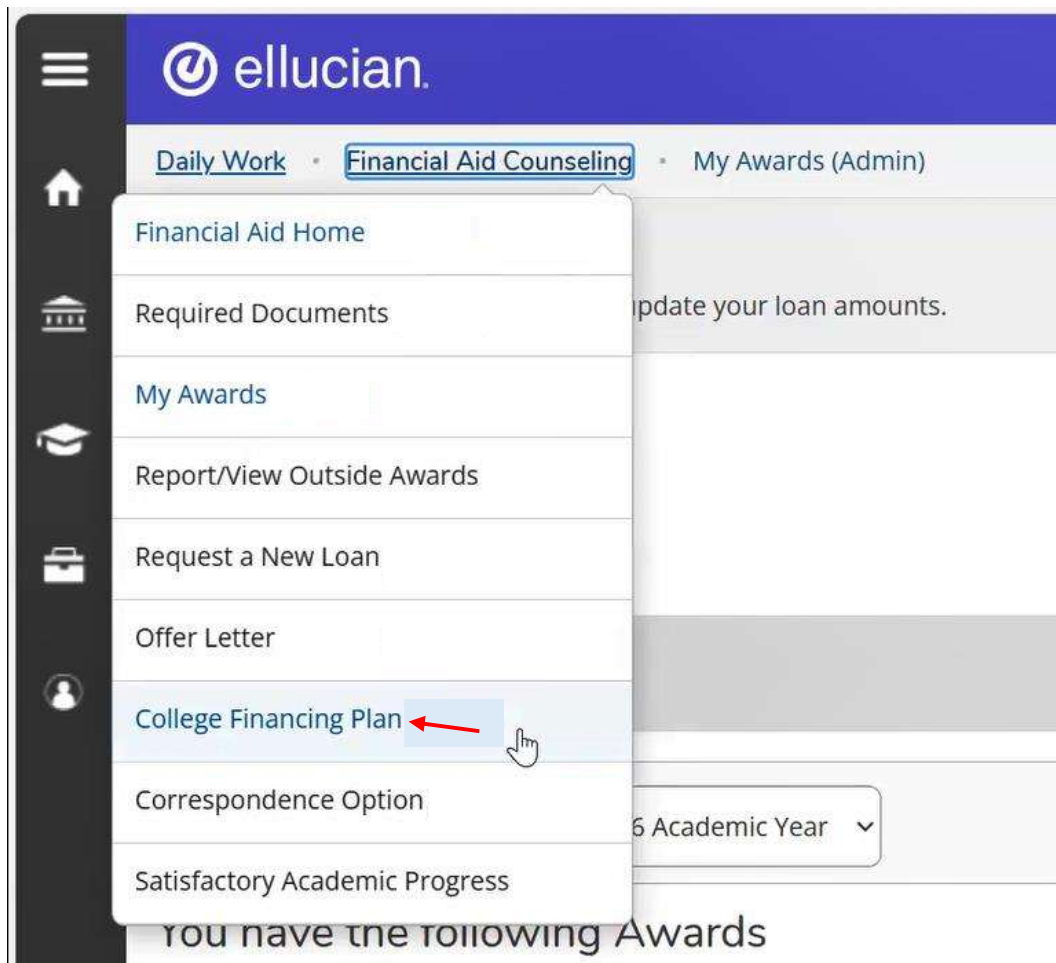 ellucian.
Daily Work • Financial Aid Counseling • My Awards (Admin)
Financial Aid Home
Required Documents
update your loan amounts.
My Awards
Report/View Outside Awards
Request a New Loan
Offer Letter
College Financing Plan
Correspondence Option
6 Academic Year
Satisfactory Academic Progress
You have the following Awards